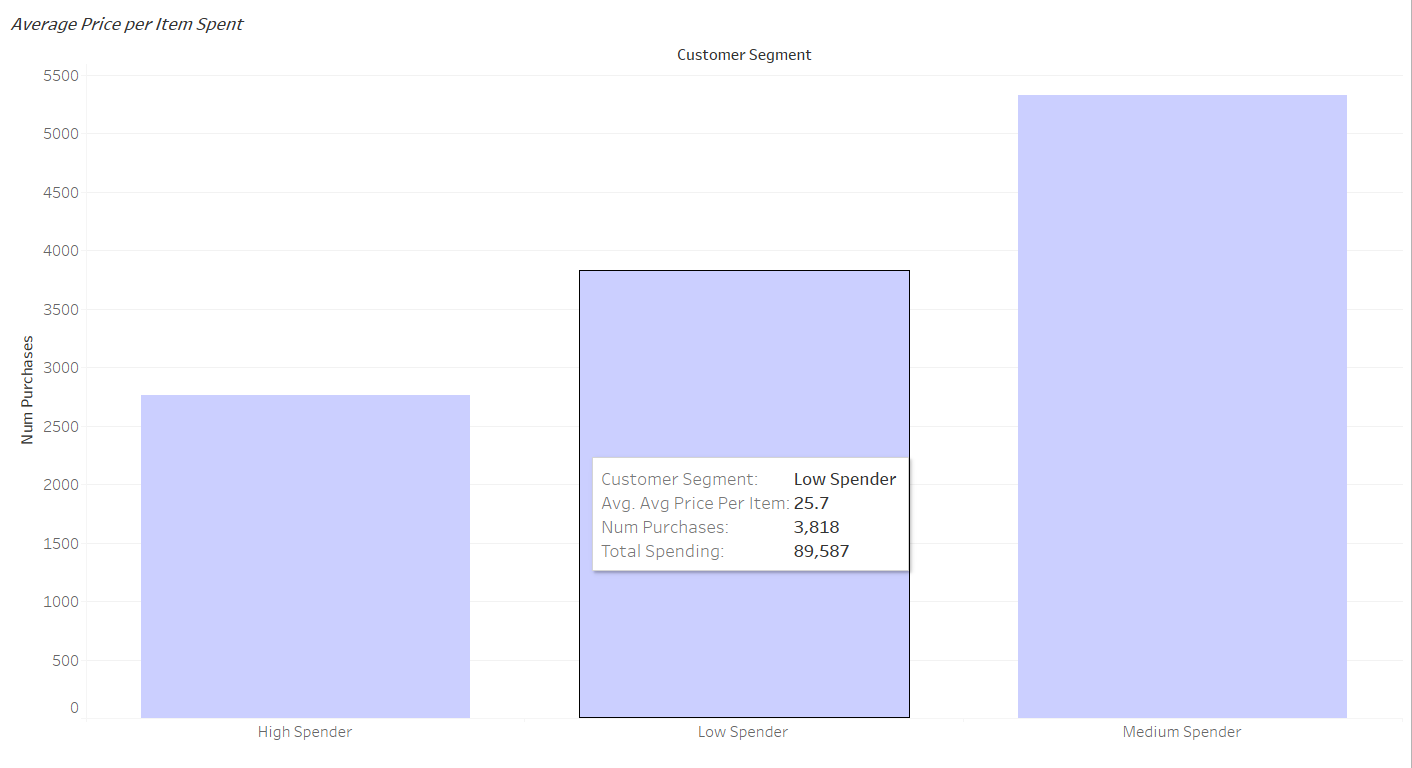 Average Price per Item Spent
Customer Segment
5500
5000
4500
4000
3500
3000
2500
2000
1500
1000
500
0
Num Purchases
Customer Segment: Low Spender
Avg. Avg Price Per Item: 25.7
Num Purchases: 3,818
Total Spending: 89,587
High Spender
Low Spender
Medium Spender